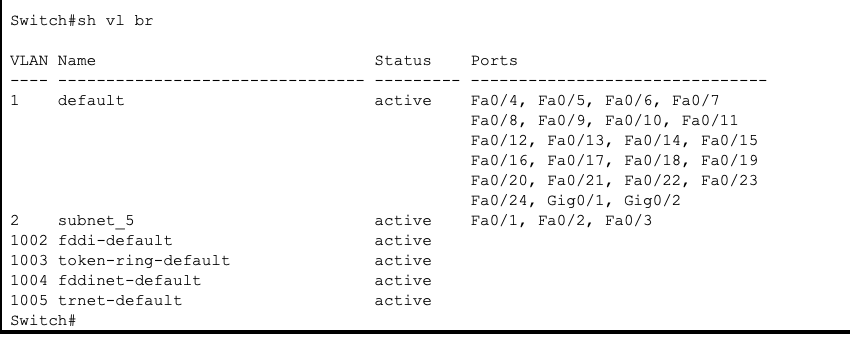 Switch#sh vl br
VLAN Name                             Status    Ports
---- -------------------------------- --------- -------------------------------
1    default                          active    Fa0/4, Fa0/5, Fa0/6, Fa0/7
                                                Fa0/8, Fa0/9, Fa0/10, Fa0/11
                                                Fa0/12, Fa0/13, Fa0/14, Fa0/15
                                                Fa0/16, Fa0/17, Fa0/18, Fa0/19
                                                Fa0/20, Fa0/21, Fa0/22, Fa0/23
                                                Fa0/24, Gig0/1, Gig0/2
2    subnet_5                         active    Fa0/1, Fa0/2, Fa0/3
1002 fddi-default                     active
1003 token-ring-default               active
1004 fddinet-default                  active
1005 trnet-default                    active
Switch#